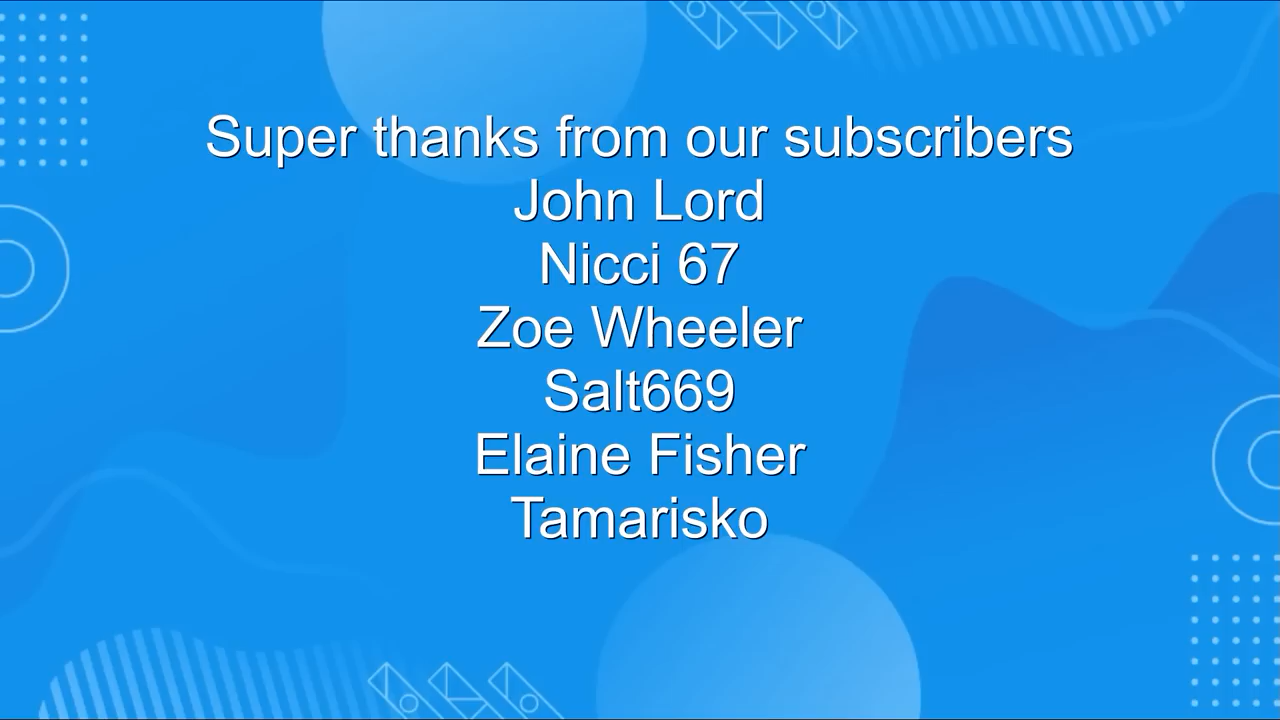 Super thanks from our subscribers
John Lord
Nicci 67
Zoe Wheeler
Salt669
Elaine Fisher
Tamarisko